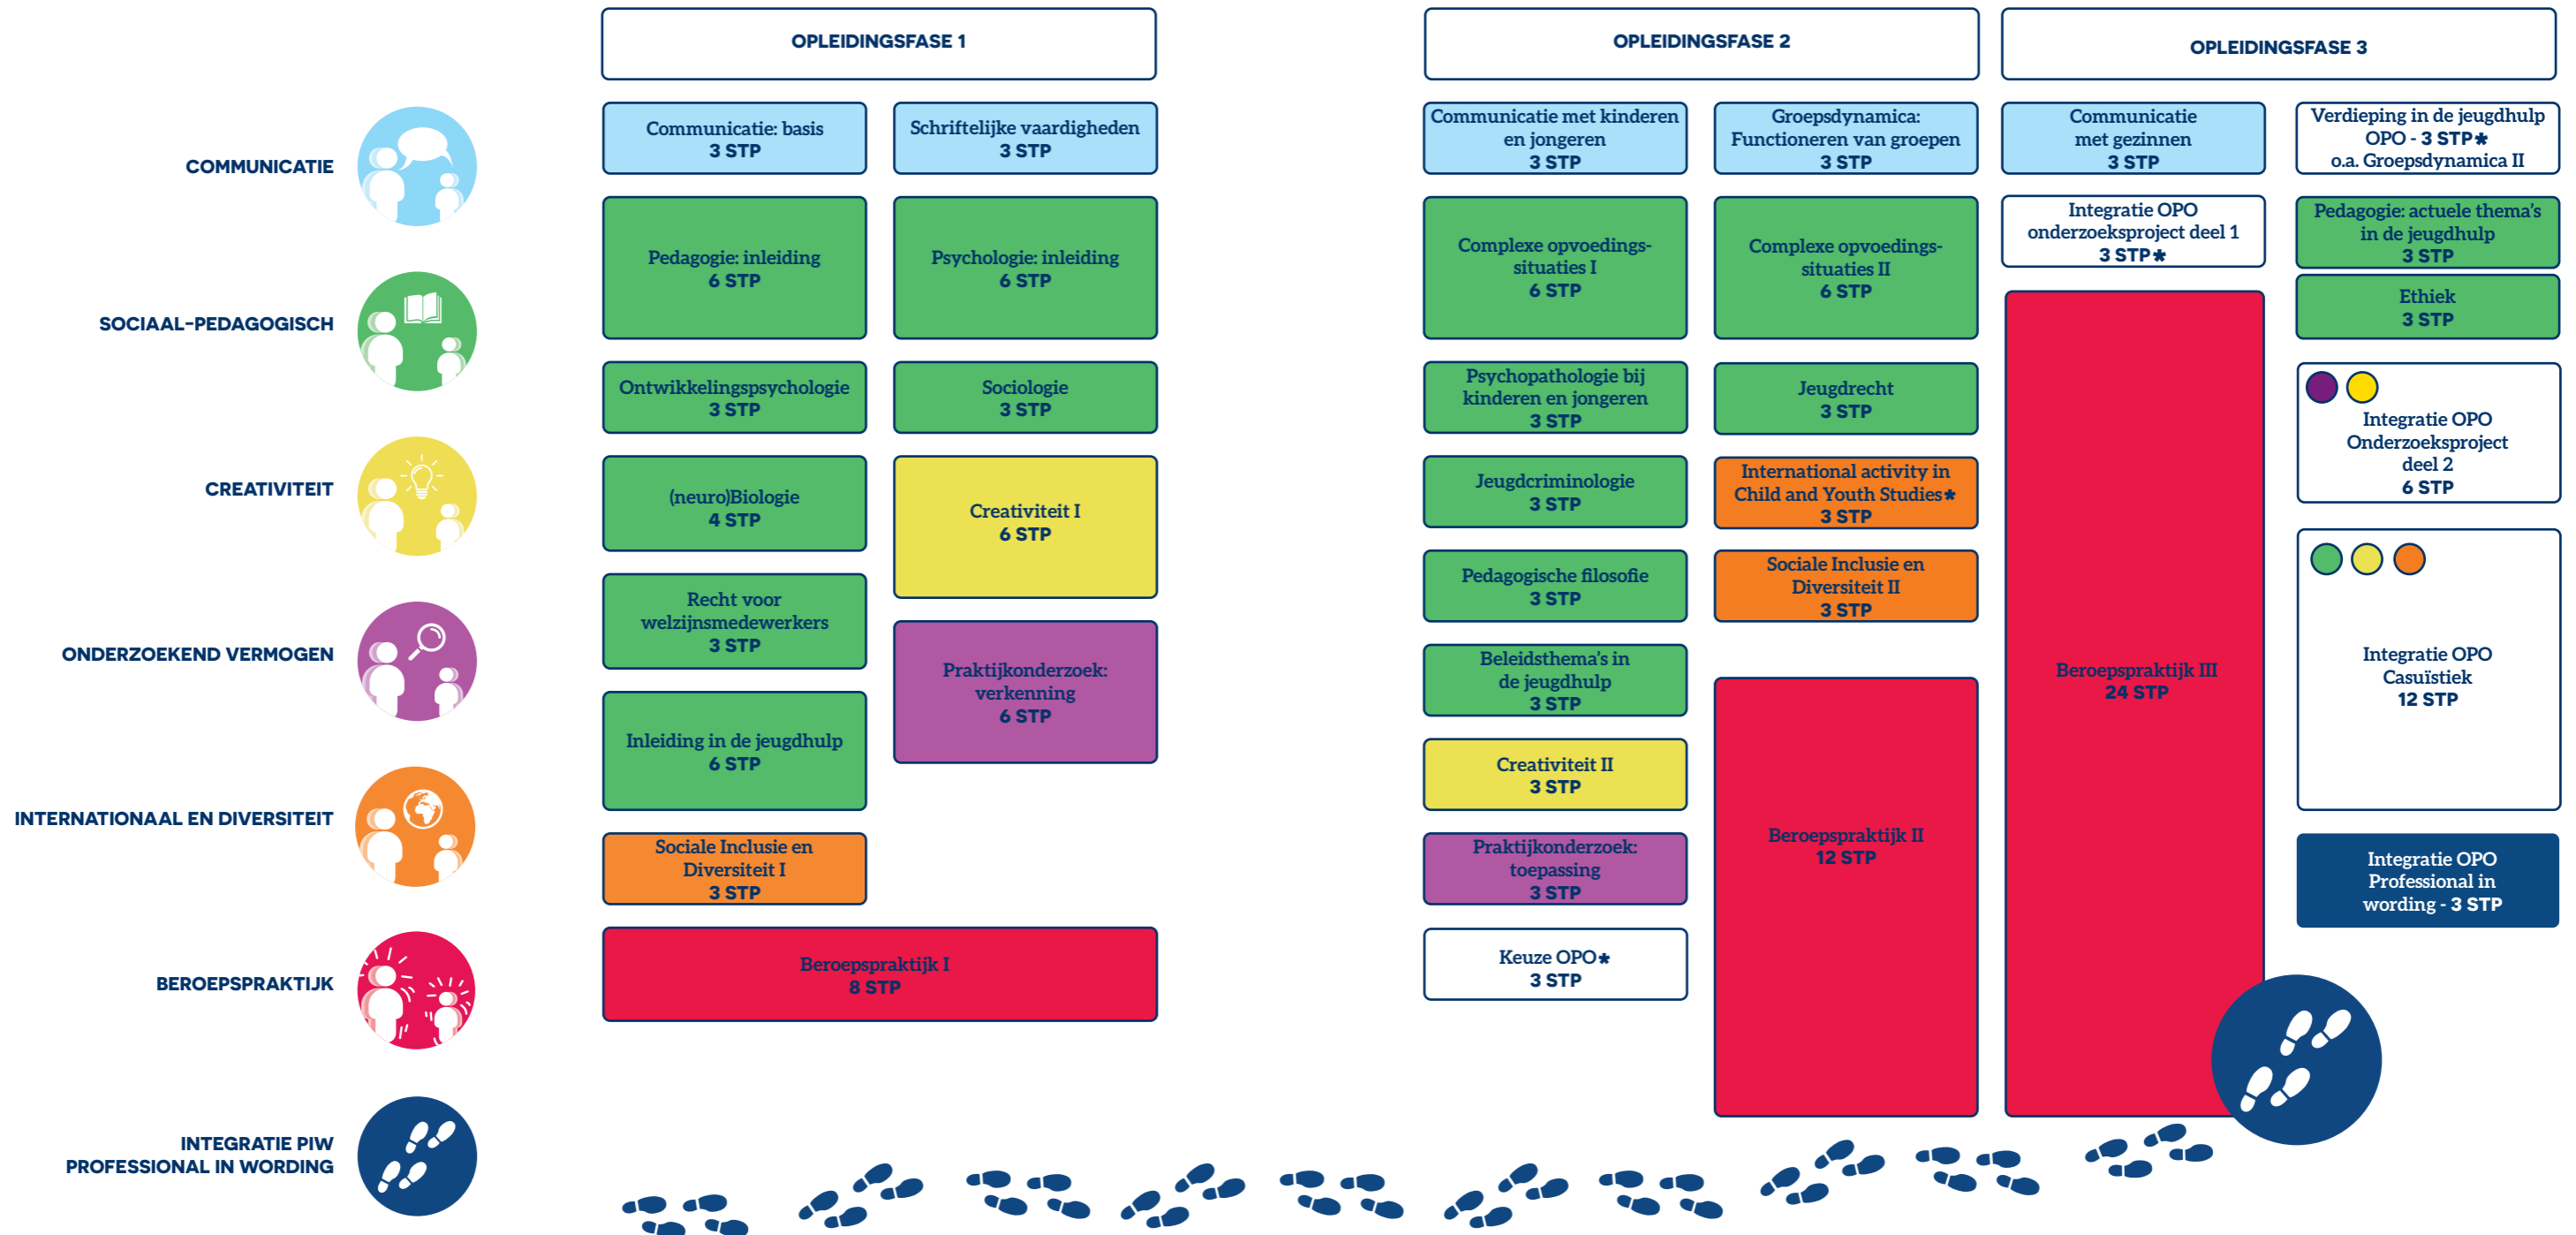 OPLEIDINGSFASE 1
OPLEIDINGSFASE 2
OPLEIDINGSFASE 3
COMMUNICATIE
SOCIAAL-PEDAGOGISCH
CREATIVITEIT
ONDERZOEKEND VERMOGEN
INTERNATIONAAL EN DIVERSITEIT
BEROEPSPRAKTIJK
INTEGRATIE PIW
PROFESSIONAL IN WORDING
Communicatie: basis
3 STP
Pedagogie: inleiding
6 STP
Ontwikkelingspsychologie
3 STP
(neuro)Biologie
4 STP
Recht voor
welzijnsmedewerkers
3 STP
Inleiding in de jeugdhulp
6 STP
Sociale Inclusie en
Diversiteit I
3 STP
Schriftelijke vaardigheden
3 STP
Psychologie: inleiding
6 STP
Sociologie
3 STP
Creativiteit I
6 STP
Praktijkonderzoek:
verkenning
6 STP
Beroepspraktijk I
8 STP
Communicatie met kinderen
en jongeren
3 STP
Complexe opvoedings-
situaties I
6 STP
Psychopathologie bij
kinderen en jongeren
3 STP
Jeugdcriminologie
3 STP
Pedagogische filosofie
3 STP
Beleidsthema's in
de jeugdhulp
3 STP
Creativiteit II
3 STP
Praktijkonderzoek:
toepassing
3 STP
Keuze OPO*
3 STP
Groepsdynamica:
Functioneren van groepen
3 STP
Complexe opvoedings-
situaties II
6 STP
Jeugdrecht
3 STP
International activity in
Child and Youth Studies*
3 STP
Sociale Inclusie en
Diversiteit II
3 STP
Beroepspraktijk II
12 STP
Communicatie
met gezinnen
3 STP
Integratie OPO
onderzoeksproject deel 1
3 STP*
Beroepspraktijk III
24 STP
Verdieping in de jeugdhulp
OPO - 3 STP*
o.a. Groepsdynamica II
Pedagogie: actuele thema's
in de jeugdhulp
3 STP
Ethiek
3 STP
Integratie OPO
Onderzoeksproject
deel 2
6 STP
Integratie OPO
Casuïstiek
12 STP
Integratie OPO
Professional in
wording - 3 STP